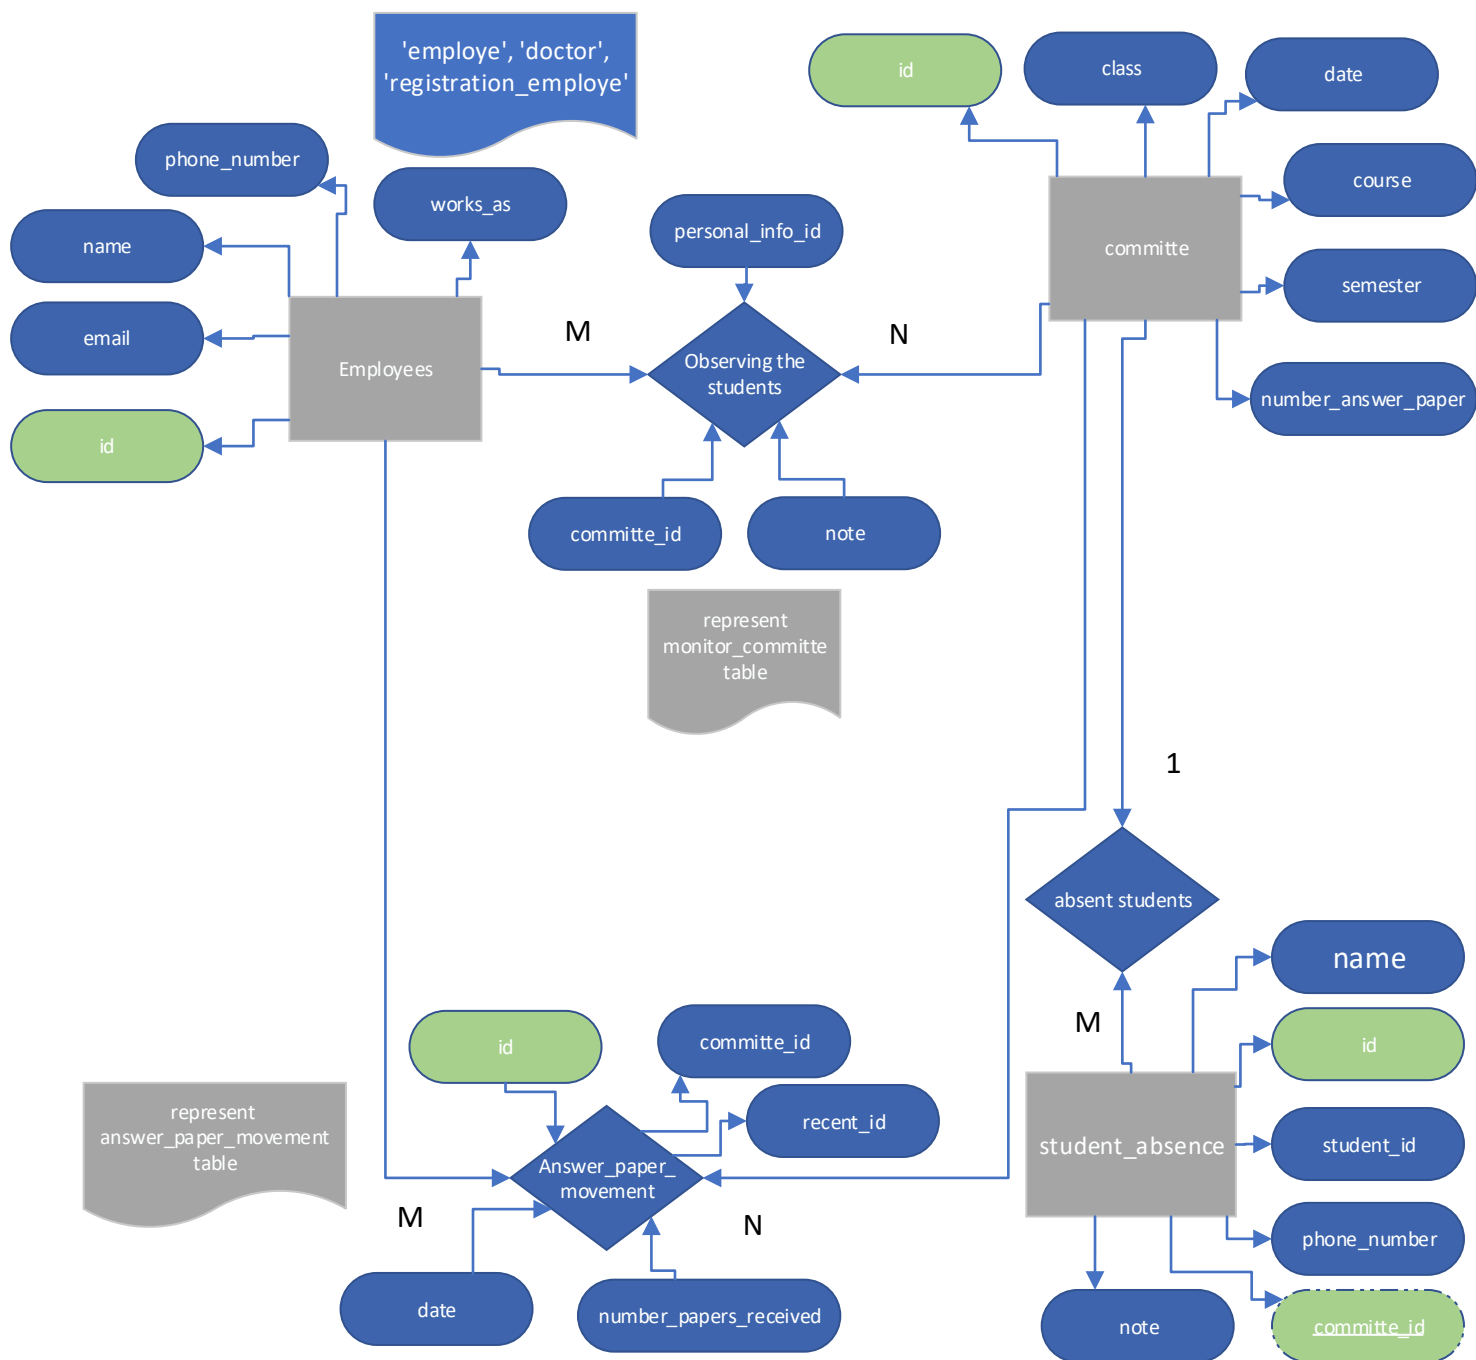 'employe', 'doctor',
'registration_employe'
id
class
date
phone_number
works_as
course
name
personal_info_id
committe
semester
email
M
N
Employees
Observing the
students
number_answer_paper
id
committe_id
note
represent
monitor_committe
table
1
absent students
name
M
id
committe_id
id
represent
answer_paper_movement
table
recent_id
student_absence
student_id
Answer_paper_
movement
M
N
phone_number
date
number_papers_received
note
committe_id